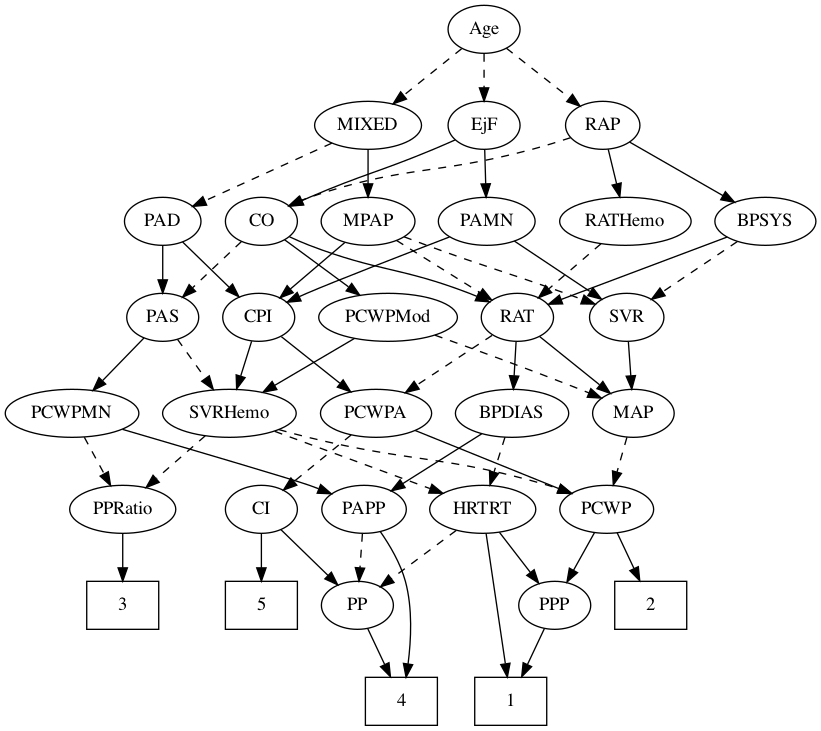 Age
MIXED
EjF
RAP
PAD
CO
MPAP
PAMN
RATHemo
BPSYS
PAS
CPI
PCWPMod
RAT
SVR
PCWPMN
SVRHemo
PCWPA
BPDIAS
MAP
PPRatio
CI
PAPP
HRTRT
PCWP
3
5
PP
PPP
2
4
1